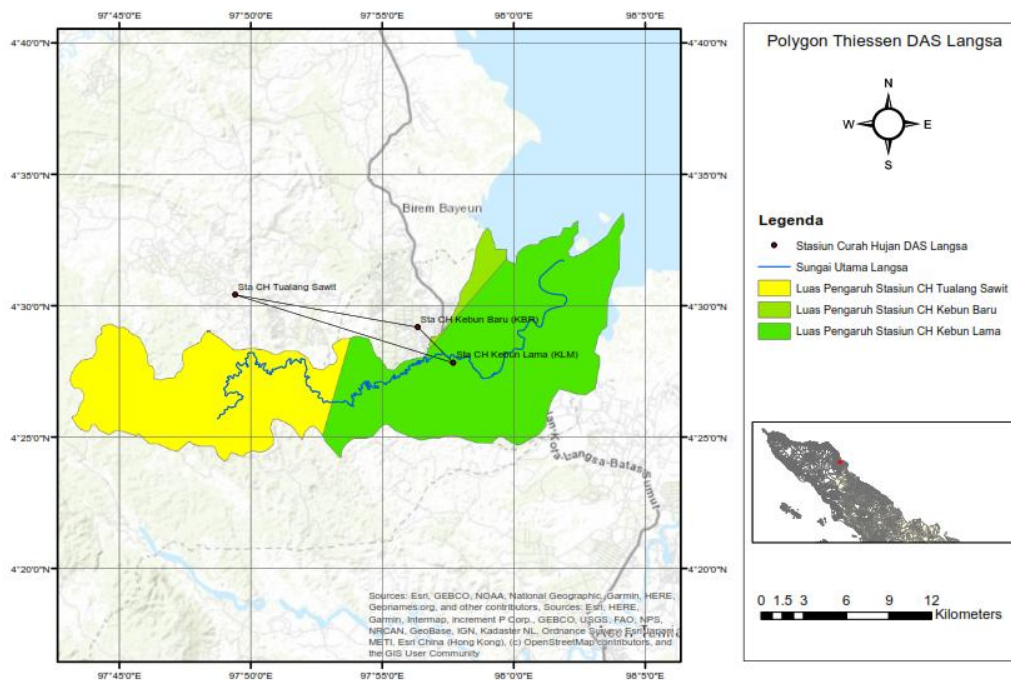 97°45'0"E 97°50'0"E 97°55'0"E 98°0'0"E 98°5'0"E
4°40'0"N 4°40'0"N
4°35'0"N 4°35'0"N
4°30'0"N 4°30'0"N
4°25'0"N 4°25'0"N
4°20'0"N 4°20'0"N
Birem Bayeun
Sta CH Tualang Sawit
Sta CH Kebun Baru (KBR)
Sta CH Kebun Lama (KLM)
Langsa-Batas
Sumut
Sources: Esri, GEBCO, NOAA, National Geographic, Garmin, HERE,
Geonames.org, and other contributors, Sources: Esri, HERE,
Garmin, Intermap, increment P Corp., GEBCO, USGS, FAO, NPS,
NRCAN, GeoBase, IGN, Kadaster NL, Ordnance Survey, Esri
METI, Esri China (Hong Kong), (c) OpenStreetMap contributors, and
the GIS User Community
97°45'0"E 97°50'0"E 97°55'0"E 98°0'0"E 98°5'0"E
Polygon Thiessen DAS Langsa
N
W E
S
Legenda
Stasiun Curah Hujan DAS Langsa
Sungai Utama Langsa
Luas Pengaruh Stasiun CH Tualang Sawit
Luas Pengaruh Stasiun CH Kebun Baru
Luas Pengaruh Stasiun CH Kebun Lama
0 1.5 3 6 9 12
Kilometers